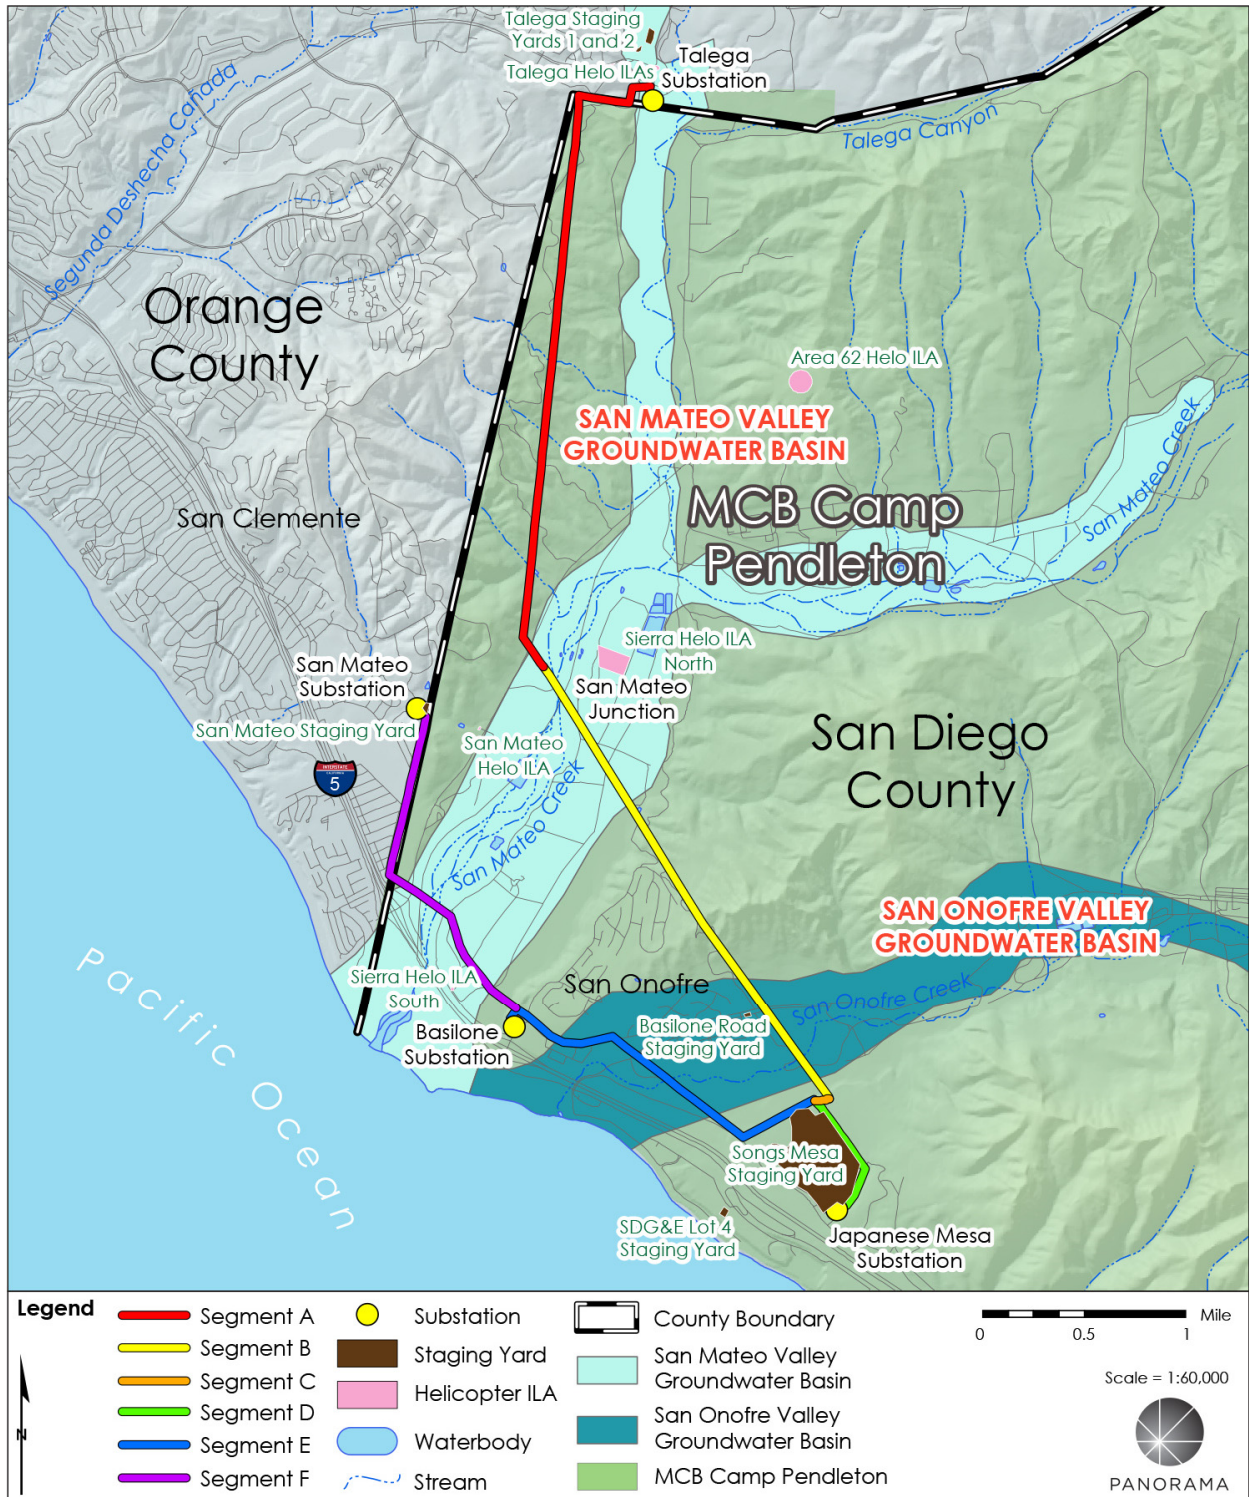 Talega Staging
Yards 1 and 2
Talega
Substation
Talega Helo ILAs
Talega Canyon
Segunda Deshecha Cañada
Orange
County
Area 62 Helo ILA
SAN MATEO VALLEY
GROUNDWATER BASIN
San Mateo Creek
MCB Camp
Pendleton
San Clemente
Sierra Helo ILA
North
San Mateo
Substation
San Mateo
Junction
San Mateo Staging Yard
San Mateo
Helo ILA
San Diego
County
INTERSTATE
CALIFORNIA
5
San Mateo Creek
SAN ONOFRE VALLEY
GROUNDWATER BASIN
Pacific Ocean
Sierra Helo ILA
South
San Onofre
San Onofre Creek
Basilone
Substation
Basilone Road
Staging Yard
Songs Mesa
Staging Yard
SDG&E Lot 4
Staging Yard
Japanese Mesa
Substation
Legend
N
Segment A
Segment B
Segment C
Segment D
Segment E
Segment F
Substation
Staging Yard
Helicopter ILA
Waterbody
Stream
County Boundary
San Mateo Valley
Groundwater Basin
San Onofre Valley
Groundwater Basin
MCB Camp Pendleton
Mile
0 0.5 1
Scale = 1:60,000
PANORAMA